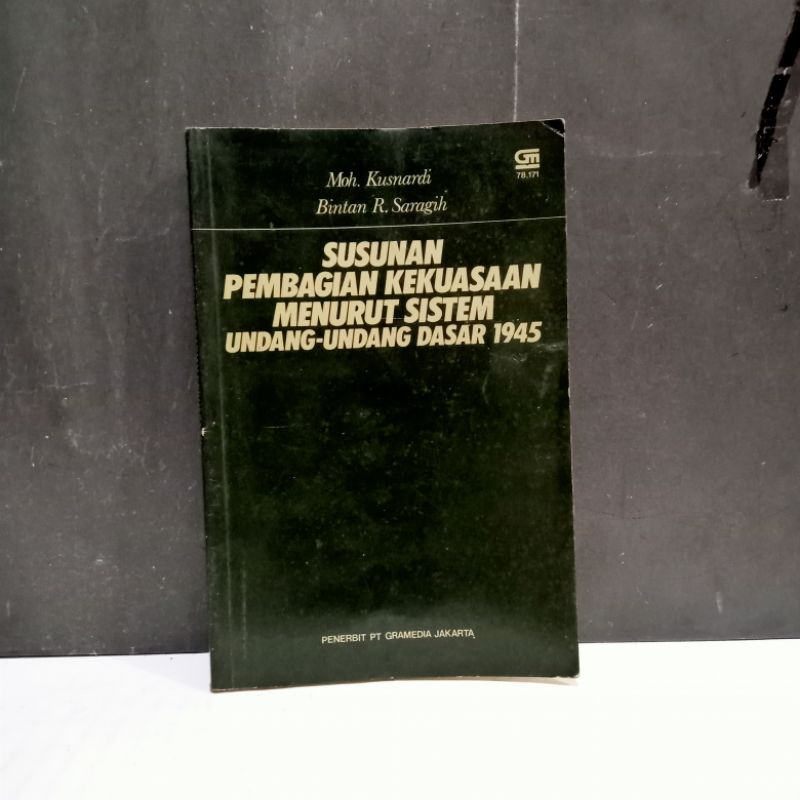 GM
78.171
Moh. Kusnardi
Bintan R. Saragih
SUSUNAN
PEMBAGIAN KEKUASAAN
MENURUT SISTEM
UNDANG-UNDANG DASAR 1945
PENERBIT PT GRAMEDIA JAKARTA